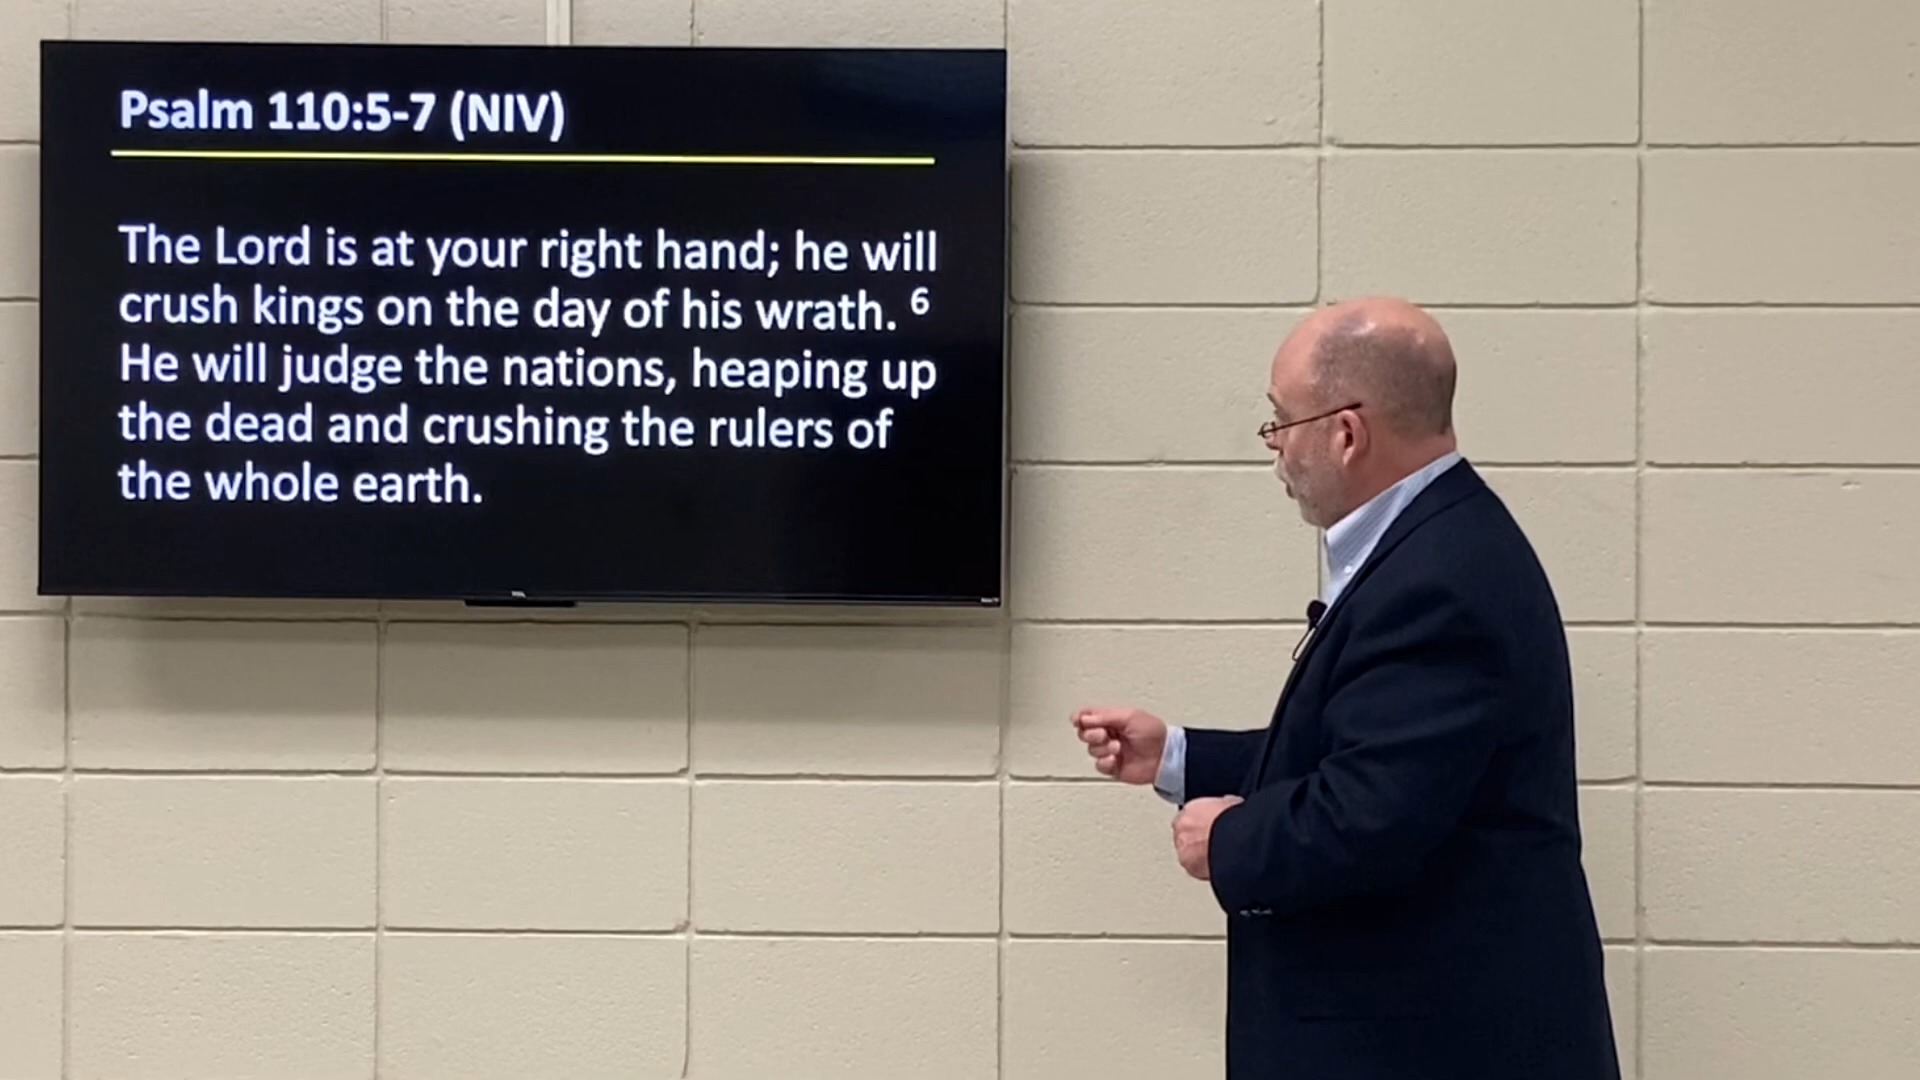 Psalm 110:5-7 (NIV)
The Lord is at your right hand; he will
crush kings on the day of his wrath. 6
He will judge the nations, heaping up
the dead and crushing the rulers of
the whole earth.
TCL